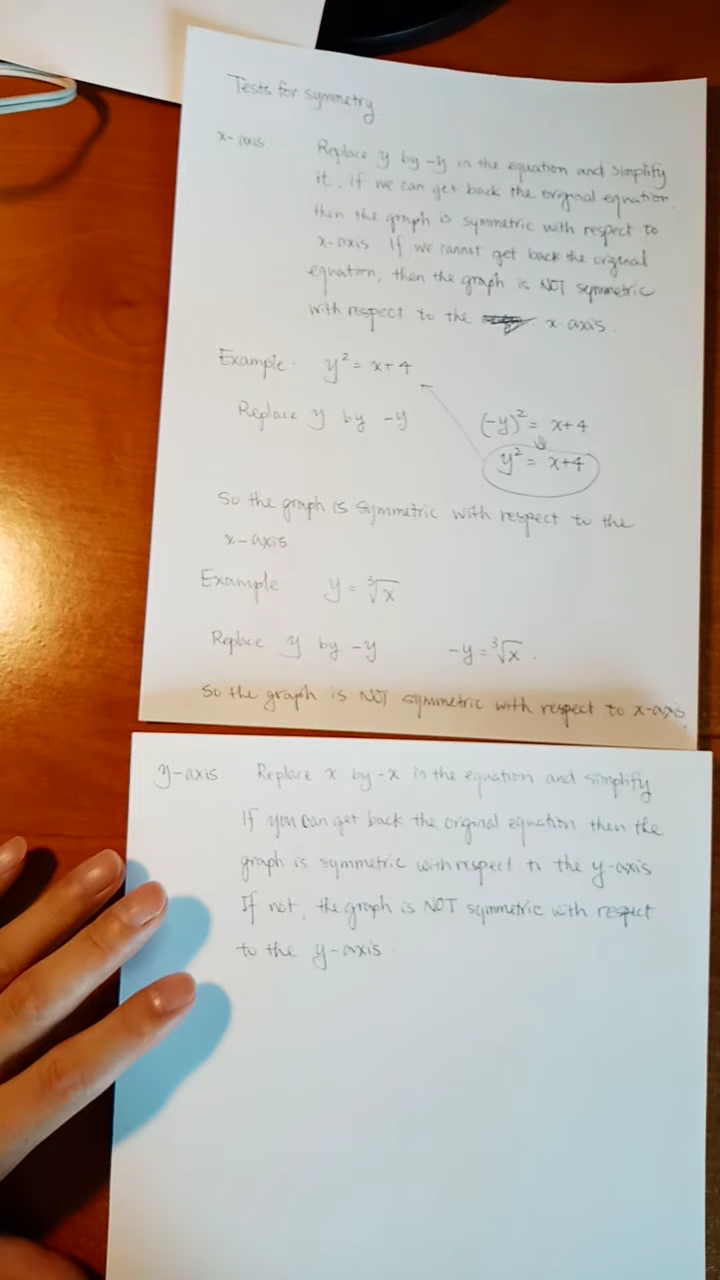 Tests for symmetry
x-axis Replace y by -y in the equation and simplify
it. If we can get back the original equation,
then the graph is symmetric with respect to
x-axis If we cannot get back the orginal
equation, then the graph is NOT symmetric
with respect to the x-axis.
Example. y² = x+4
Replace y by -y (-y)² = x+4
y² = x+4
So the graph is symmetric with respect to the
x-axis
Example y = ∛x
Replace y by -y -y = ∛x.
So the graph is NOT symmetric with respect to x-axis
y-axis Replace x by -x in the equation and simplify
If you can get back the orginal equation then the
graph is symmetric with respect to the y-axis
If not, the graph is NOT symmetric with respect
to the y-axis